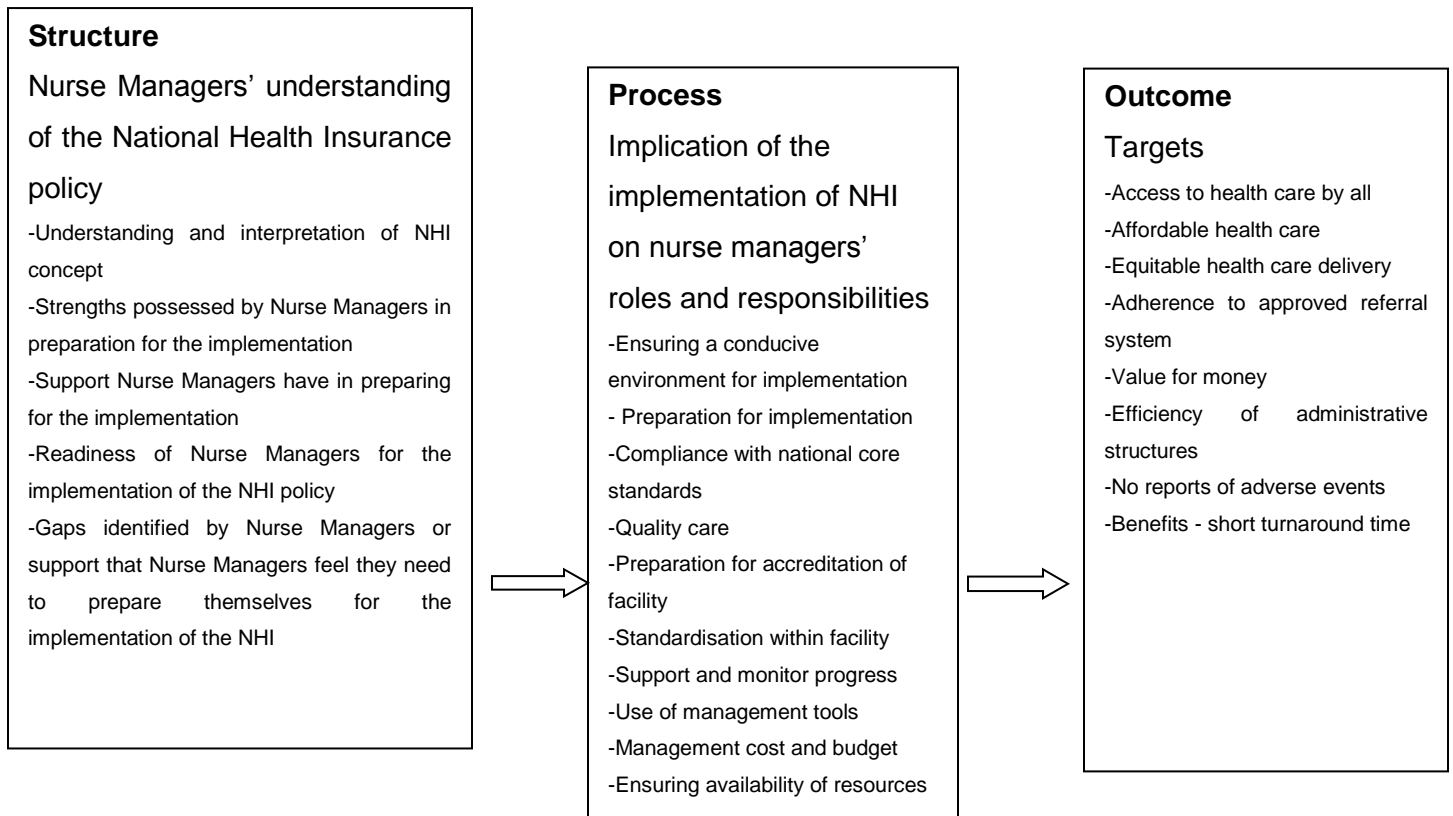 Structure
Nurse Managers’ understanding
of the National Health Insurance
policy
-Understanding and interpretation of NHI
concept
-Strengths possessed by Nurse Managers in
preparation for the implementation
-Support Nurse Managers have in preparing
for the implementation
-Readiness of Nurse Managers for the
implementation of the NHI policy
-Gaps identified by Nurse Managers or
support that Nurse Managers feel they need
to prepare themselves for the
implementation of the NHI
Process
Implication of the
implementation of NHI
on nurse managers’
roles and responsibilities
-Ensuring a conducive
environment for implementation
- Preparation for implementation
-Compliance with national core
standards
-Quality care
-Preparation for accreditation of
facility
-Standardisation within facility
-Support and monitor progress
-Use of management tools
-Management cost and budget
-Ensuring availability of resources
Outcome
Targets
-Access to health care by all
-Affordable health care
-Equitable health care delivery
-Adherence to approved referral
system
-Value for money
-Efficiency of administrative
structures
-No reports of adverse events
-Benefits - short turnaround time